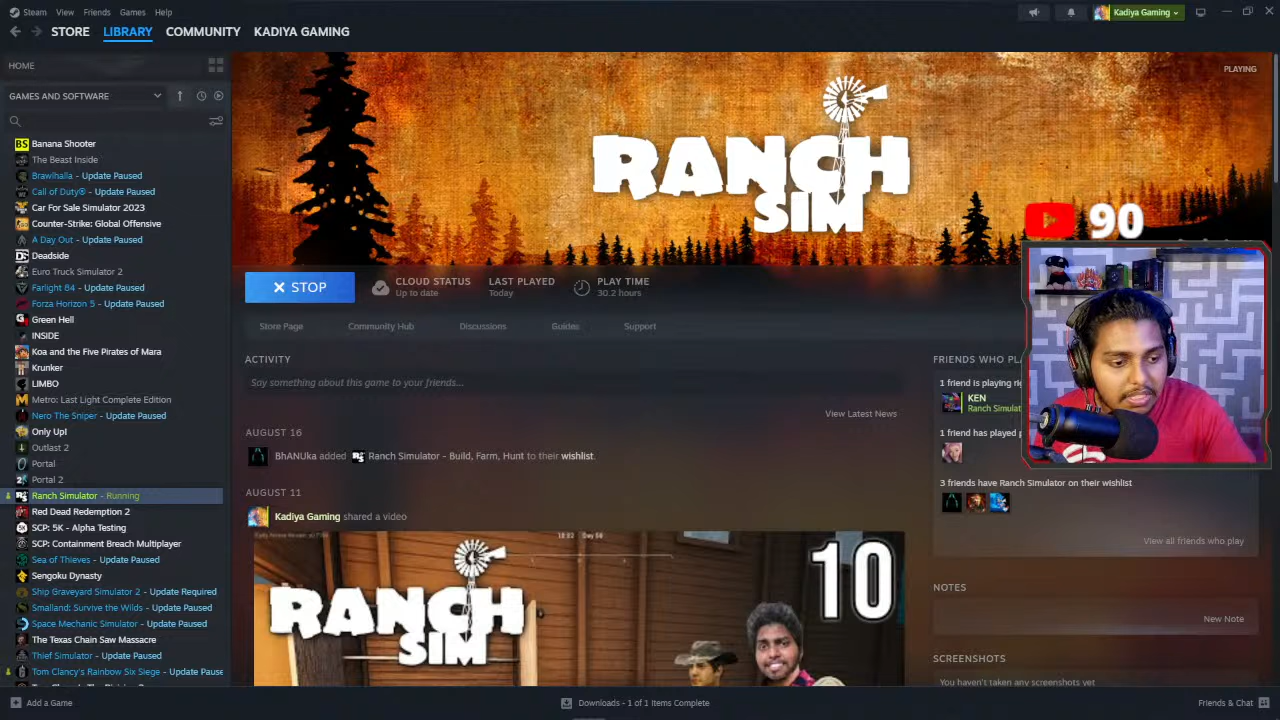 Steam View Friends Games Help
Kadiya Gaming
STORE LIBRARY COMMUNITY KADIYA GAMING
HOME
GAMES AND SOFTWARE
BS Banana Shooter
The Beast Inside
Brawlhalla - Update Paused
Call of Duty® - Update Paused
Car For Sale Simulator 2023
Counter-Strike: Global Offensive
A Day Out - Update Paused
Deadside
Euro Truck Simulator 2
Farlight 84 - Update Paused
Forza Horizon 5 - Update Paused
Green Hell
INSIDE
Koa and the Five Pirates of Mara
Krunker
LIMBO
Metro: Last Light Complete Edition
Nero The Sniper - Update Paused
Only Up!
Outlast 2
Portal
Portal 2
Ranch Simulator - Running
Red Dead Redemption 2
SCP: 5K - Alpha Testing
SCP: Containment Breach Multiplayer
Sea of Thieves - Update Paused
Sengoku Dynasty
Ship Graveyard Simulator 2 - Update Required
Smalland: Survive the Wilds - Update Paused
Space Mechanic Simulator - Update Paused
The Texas Chain Saw Massacre
Thief Simulator - Update Paused
Tom Clancy's Rainbow Six Siege - Update Pause
PLAYING
RANCH
SIM
90
STOP
CLOUD STATUS
Up to date
LAST PLAYED
Today
PLAY TIME
30.2 hours
Store Page Community Hub Discussions Guides Support
ACTIVITY
Say something about this game to your friends...
View Latest News
AUGUST 16
BhANUka added Ranch Simulator - Build, Farm, Hunt to their wishlist.
AUGUST 11
Kadiya Gaming shared a video
18:23 Day 58
RANCH
SIM
10
FRIENDS WHO PL
1 friend is playing
KEN
Ranch Simulat
1 friend has played
3 friends have Ranch Simulator on their wishlist
View all friends who play
NOTES
New Note
SCREENSHOTS
You haven't taken any screenshots yet
Add a Game
Downloads - 1 of 1 Items Complete
Friends & Chat